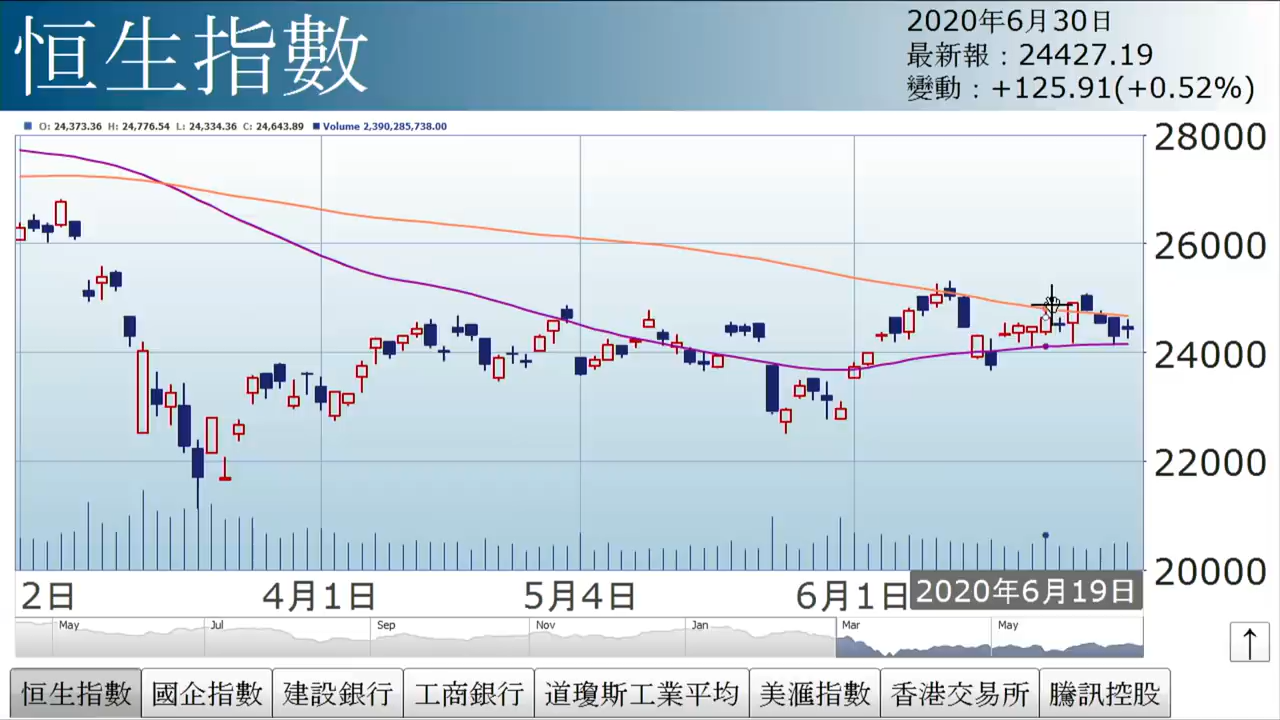 恒生指數
2020年6月30日
最新報：24427.19
變動：+125.91(+0.52%)
O: 24,373.36 H: 24,776.54 L: 24,334.36 C: 24,643.89 Volume 2,390,285,738.00
28000
26000
24000
22000
20000
2日 4月1日 5月4日 6月1日 2020年6月19日
May Jul Sep Nov Jan Mar May
↑
恒生指數 國企指數 建設銀行 工商銀行 道瓊斯工業平均 美滙指數 香港交易所 騰訊控股